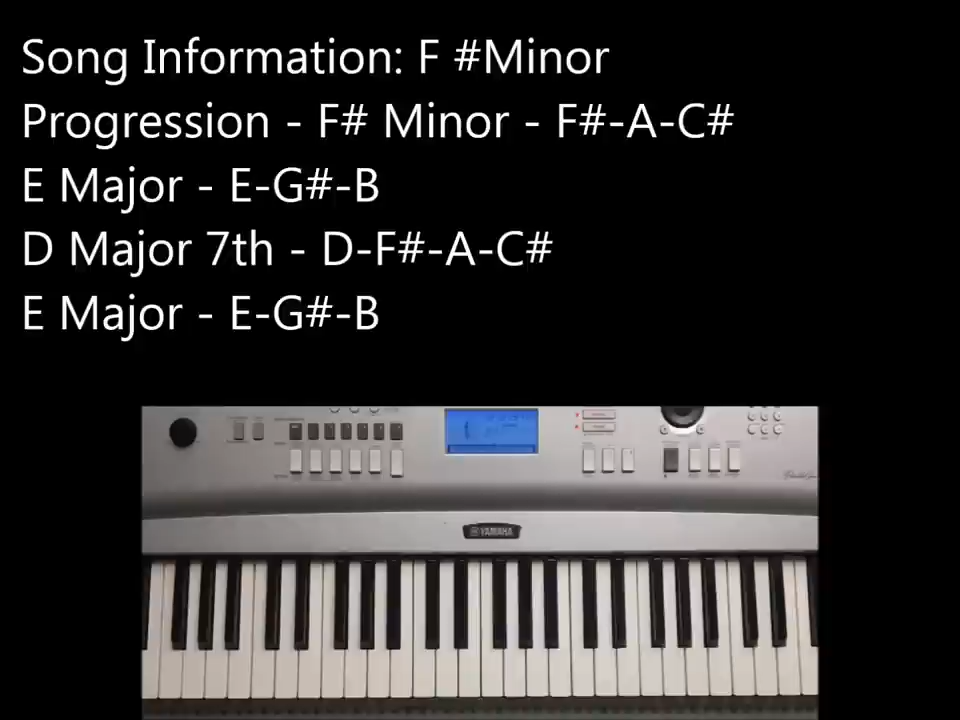 Song Information: F #Minor
Progression - F# Minor - F#-A-C#
E Major - E-G#-B
D Major 7th - D-F#-A-C#
E Major - E-G#-B
YAMAHA